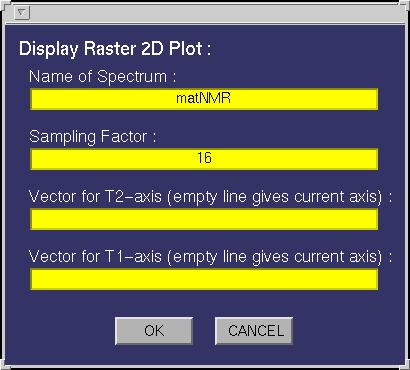 Display Raster 2D Plot :
Name of Spectrum :
matNMR
Sampling Factor :
16
Vector for T2-axis (empty line gives current axis) :
Vector for T1-axis (empty line gives current axis) :
OK CANCEL